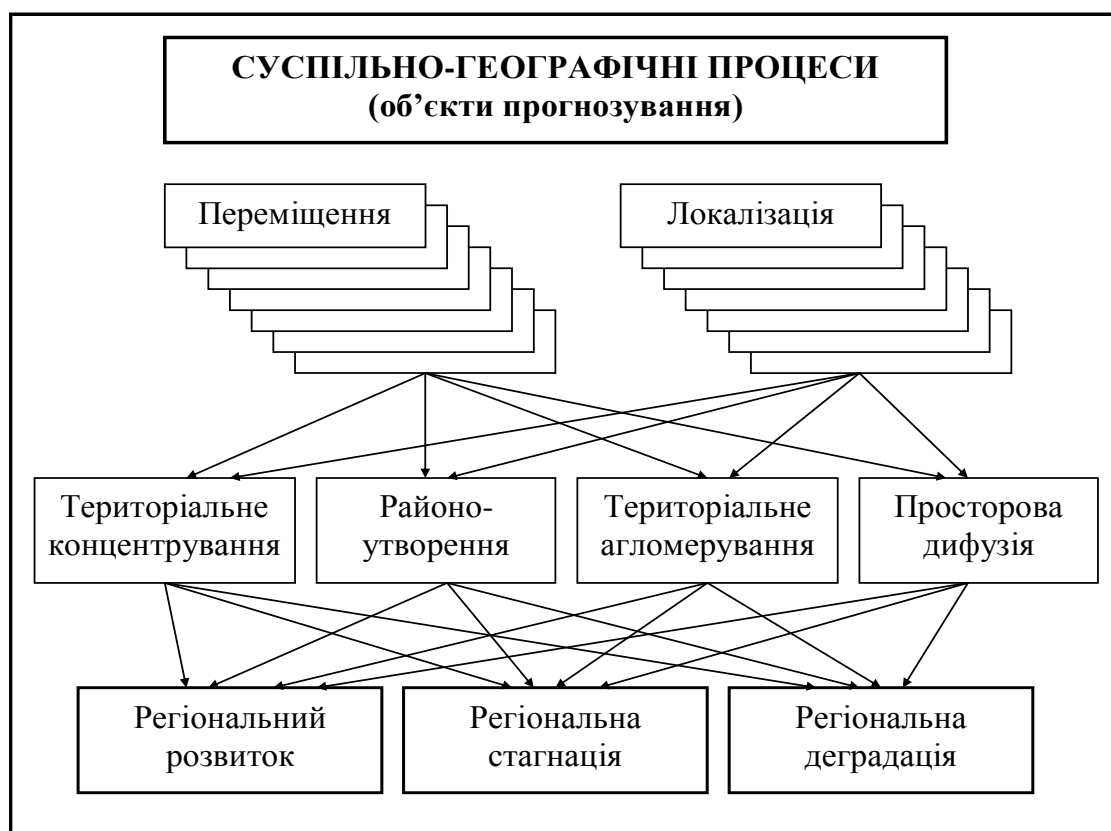 СУСПІЛЬНО-ГЕОГРАФІЧНІ ПРОЦЕСИ
(об’єкти прогнозування)
Переміщення
Локалізація
Територіальне
концентрування
Районо-
утворення
Територіальне
агломерування
Просторова
дифузія
Регіональний
розвиток
Регіональна
стагнація
Регіональна
деградація